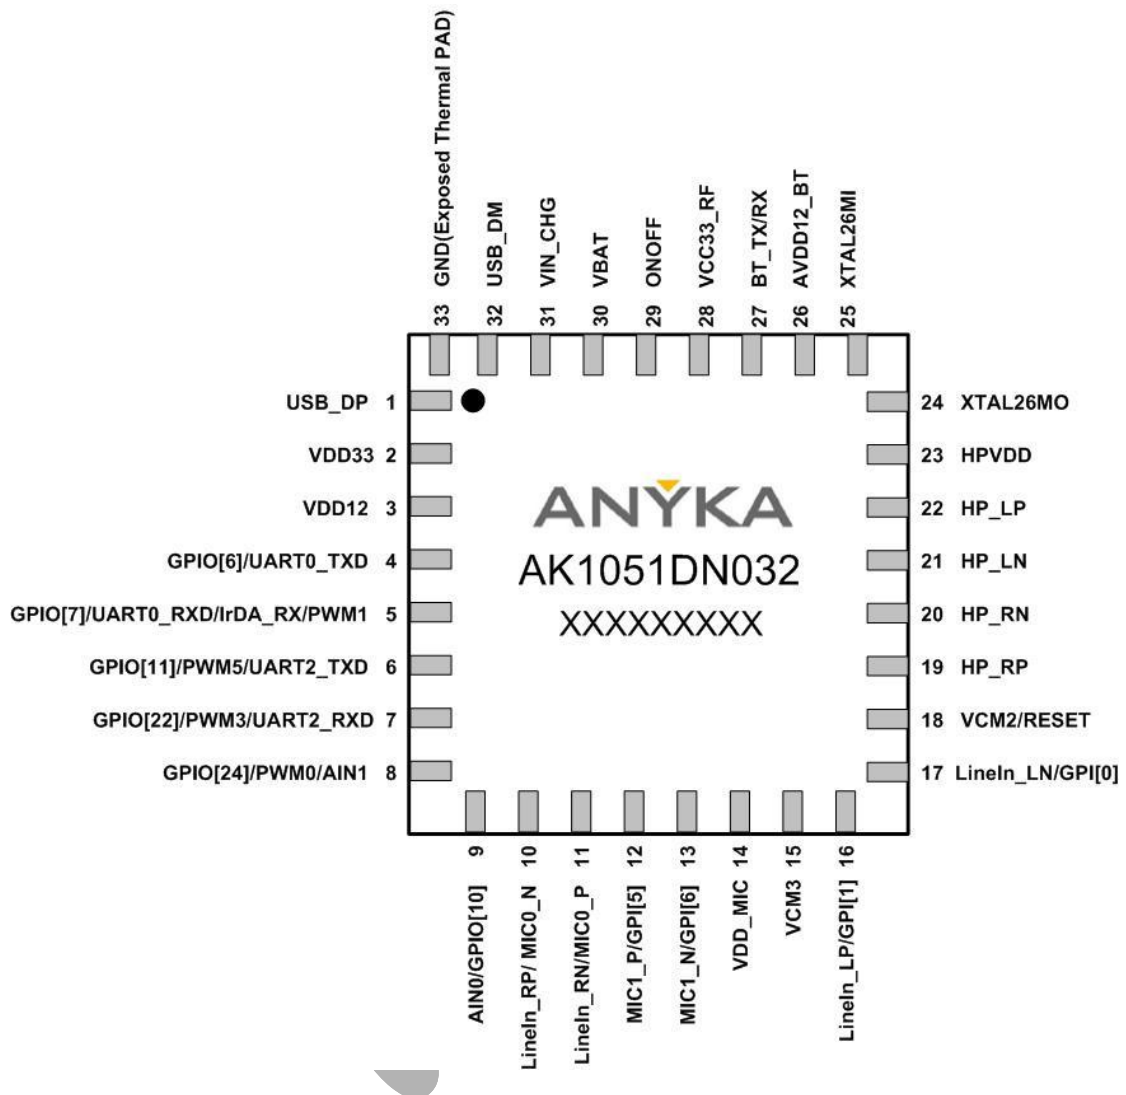 33 GND(Exposed Thermal PAD)
32 USB_DM
31 VIN_CHG
30 VBAT
29 ONOFF
28 VCC33_RF
27 BT_TX/RX
26 AVDD12_BT
25 XTAL26MI
USB_DP 1
VDD33 2
VDD12 3
GPIO[6]/UART0_TXD 4
GPIO[7]/UART0_RXD/IrDA_RX/PWM1 5
GPIO[11]/PWM5/UART2_TXD 6
GPIO[22]/PWM3/UART2_RXD 7
GPIO[24]/PWM0/AIN1 8
ANYKA
AK1051DN032
XXXXXXXXX
24 XTAL26MO
23 HPVDD
22 HP_LP
21 HP_LN
20 HP_RN
19 HP_RP
18 VCM2/RESET
17 LineIn_LN/GPI[0]
AIN0/GPIO[10] 9
LineIn_RP/ MIC0_N 10
LineIn_RN/MIC0_P 11
MIC1_P/GPI[5] 12
MIC1_N/GPI[6] 13
VDD_MIC 14
VCM3 15
LineIn_LP/GPI[1] 16